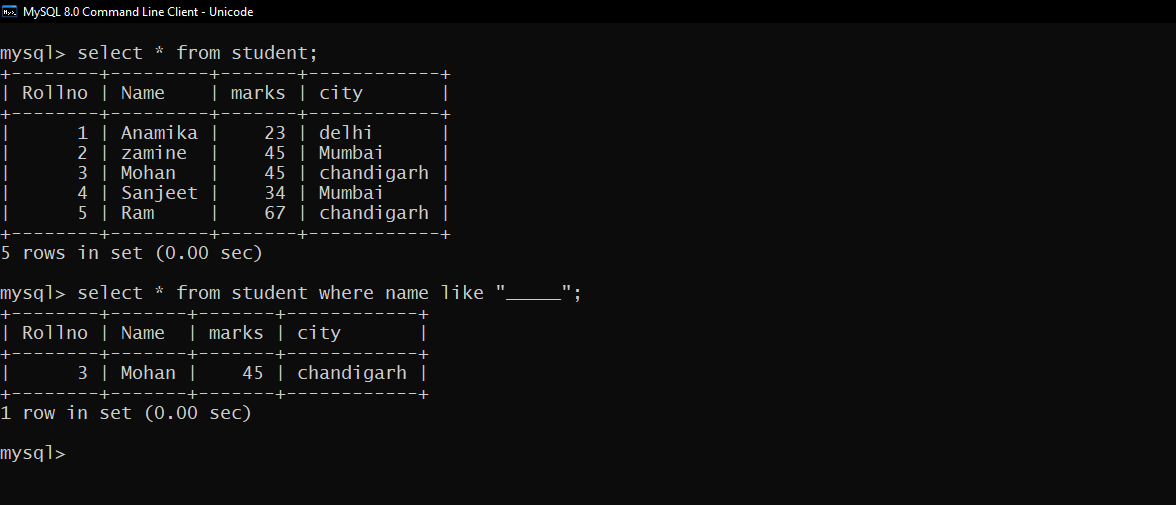 MySQL 8.0 Command Line Client - Unicode
mysql> select * from student;
+--------+---------+-------+------------+
| Rollno | Name    | marks | city       |
+--------+---------+-------+------------+
|      1 | Anamika |    23 | delhi      |
|      2 | zamine  |    45 | Mumbai     |
|      3 | Mohan   |    45 | chandigarh |
|      4 | Sanjeet |    34 | Mumbai     |
|      5 | Ram     |    67 | chandigarh |
+--------+---------+-------+------------+
5 rows in set (0.00 sec)
mysql> select * from student where name like "_____";
+--------+-------+-------+------------+
| Rollno | Name  | marks | city       |
+--------+-------+-------+------------+
|      3 | Mohan |    45 | chandigarh |
+--------+-------+-------+------------+
1 row in set (0.00 sec)
mysql>